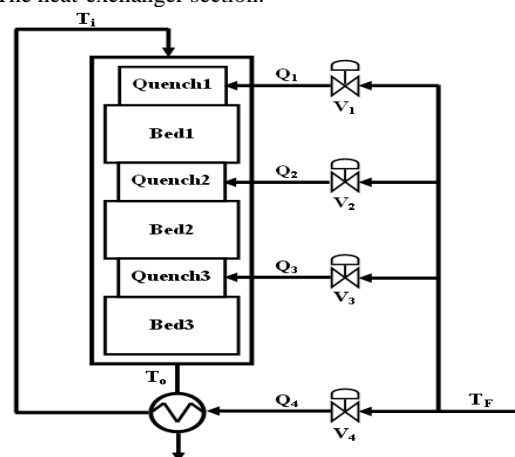 The heat exchanger section.
Ti
Quench1
Q1
V1
Bed1
Quench2
Q2
V2
Bed2
Quench3
Q3
V3
Bed3
To
Q4
V4
TF